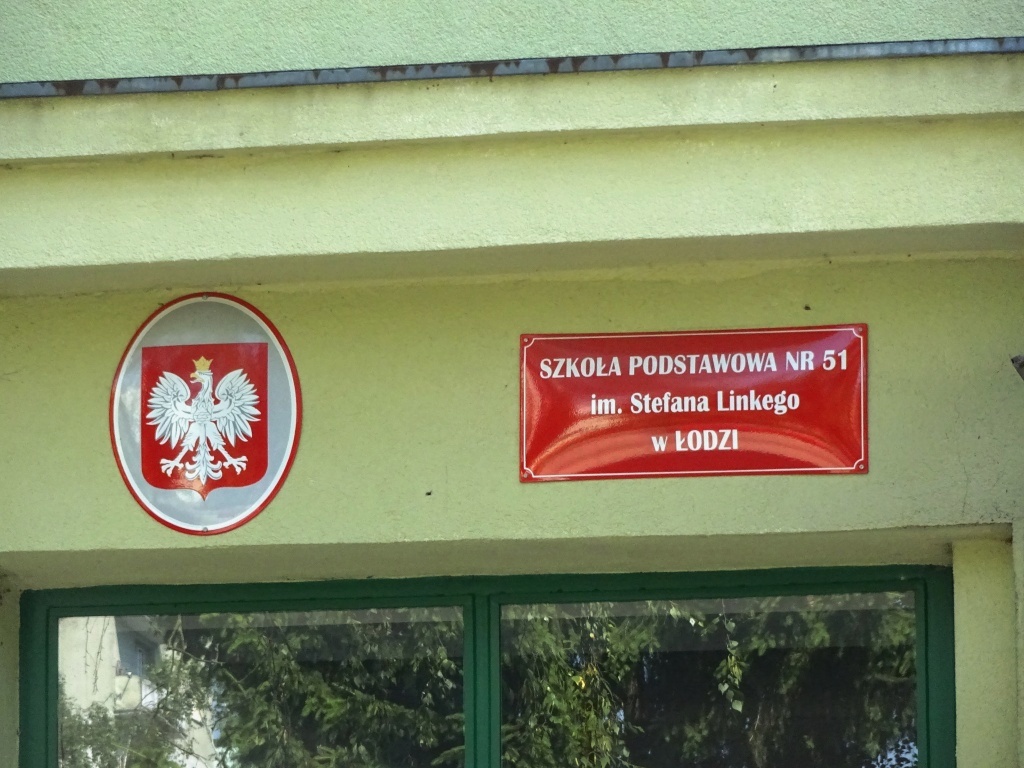 SZKOŁA PODSTAWOWA NR 51
im. Stefana Linkego
w ŁODZI